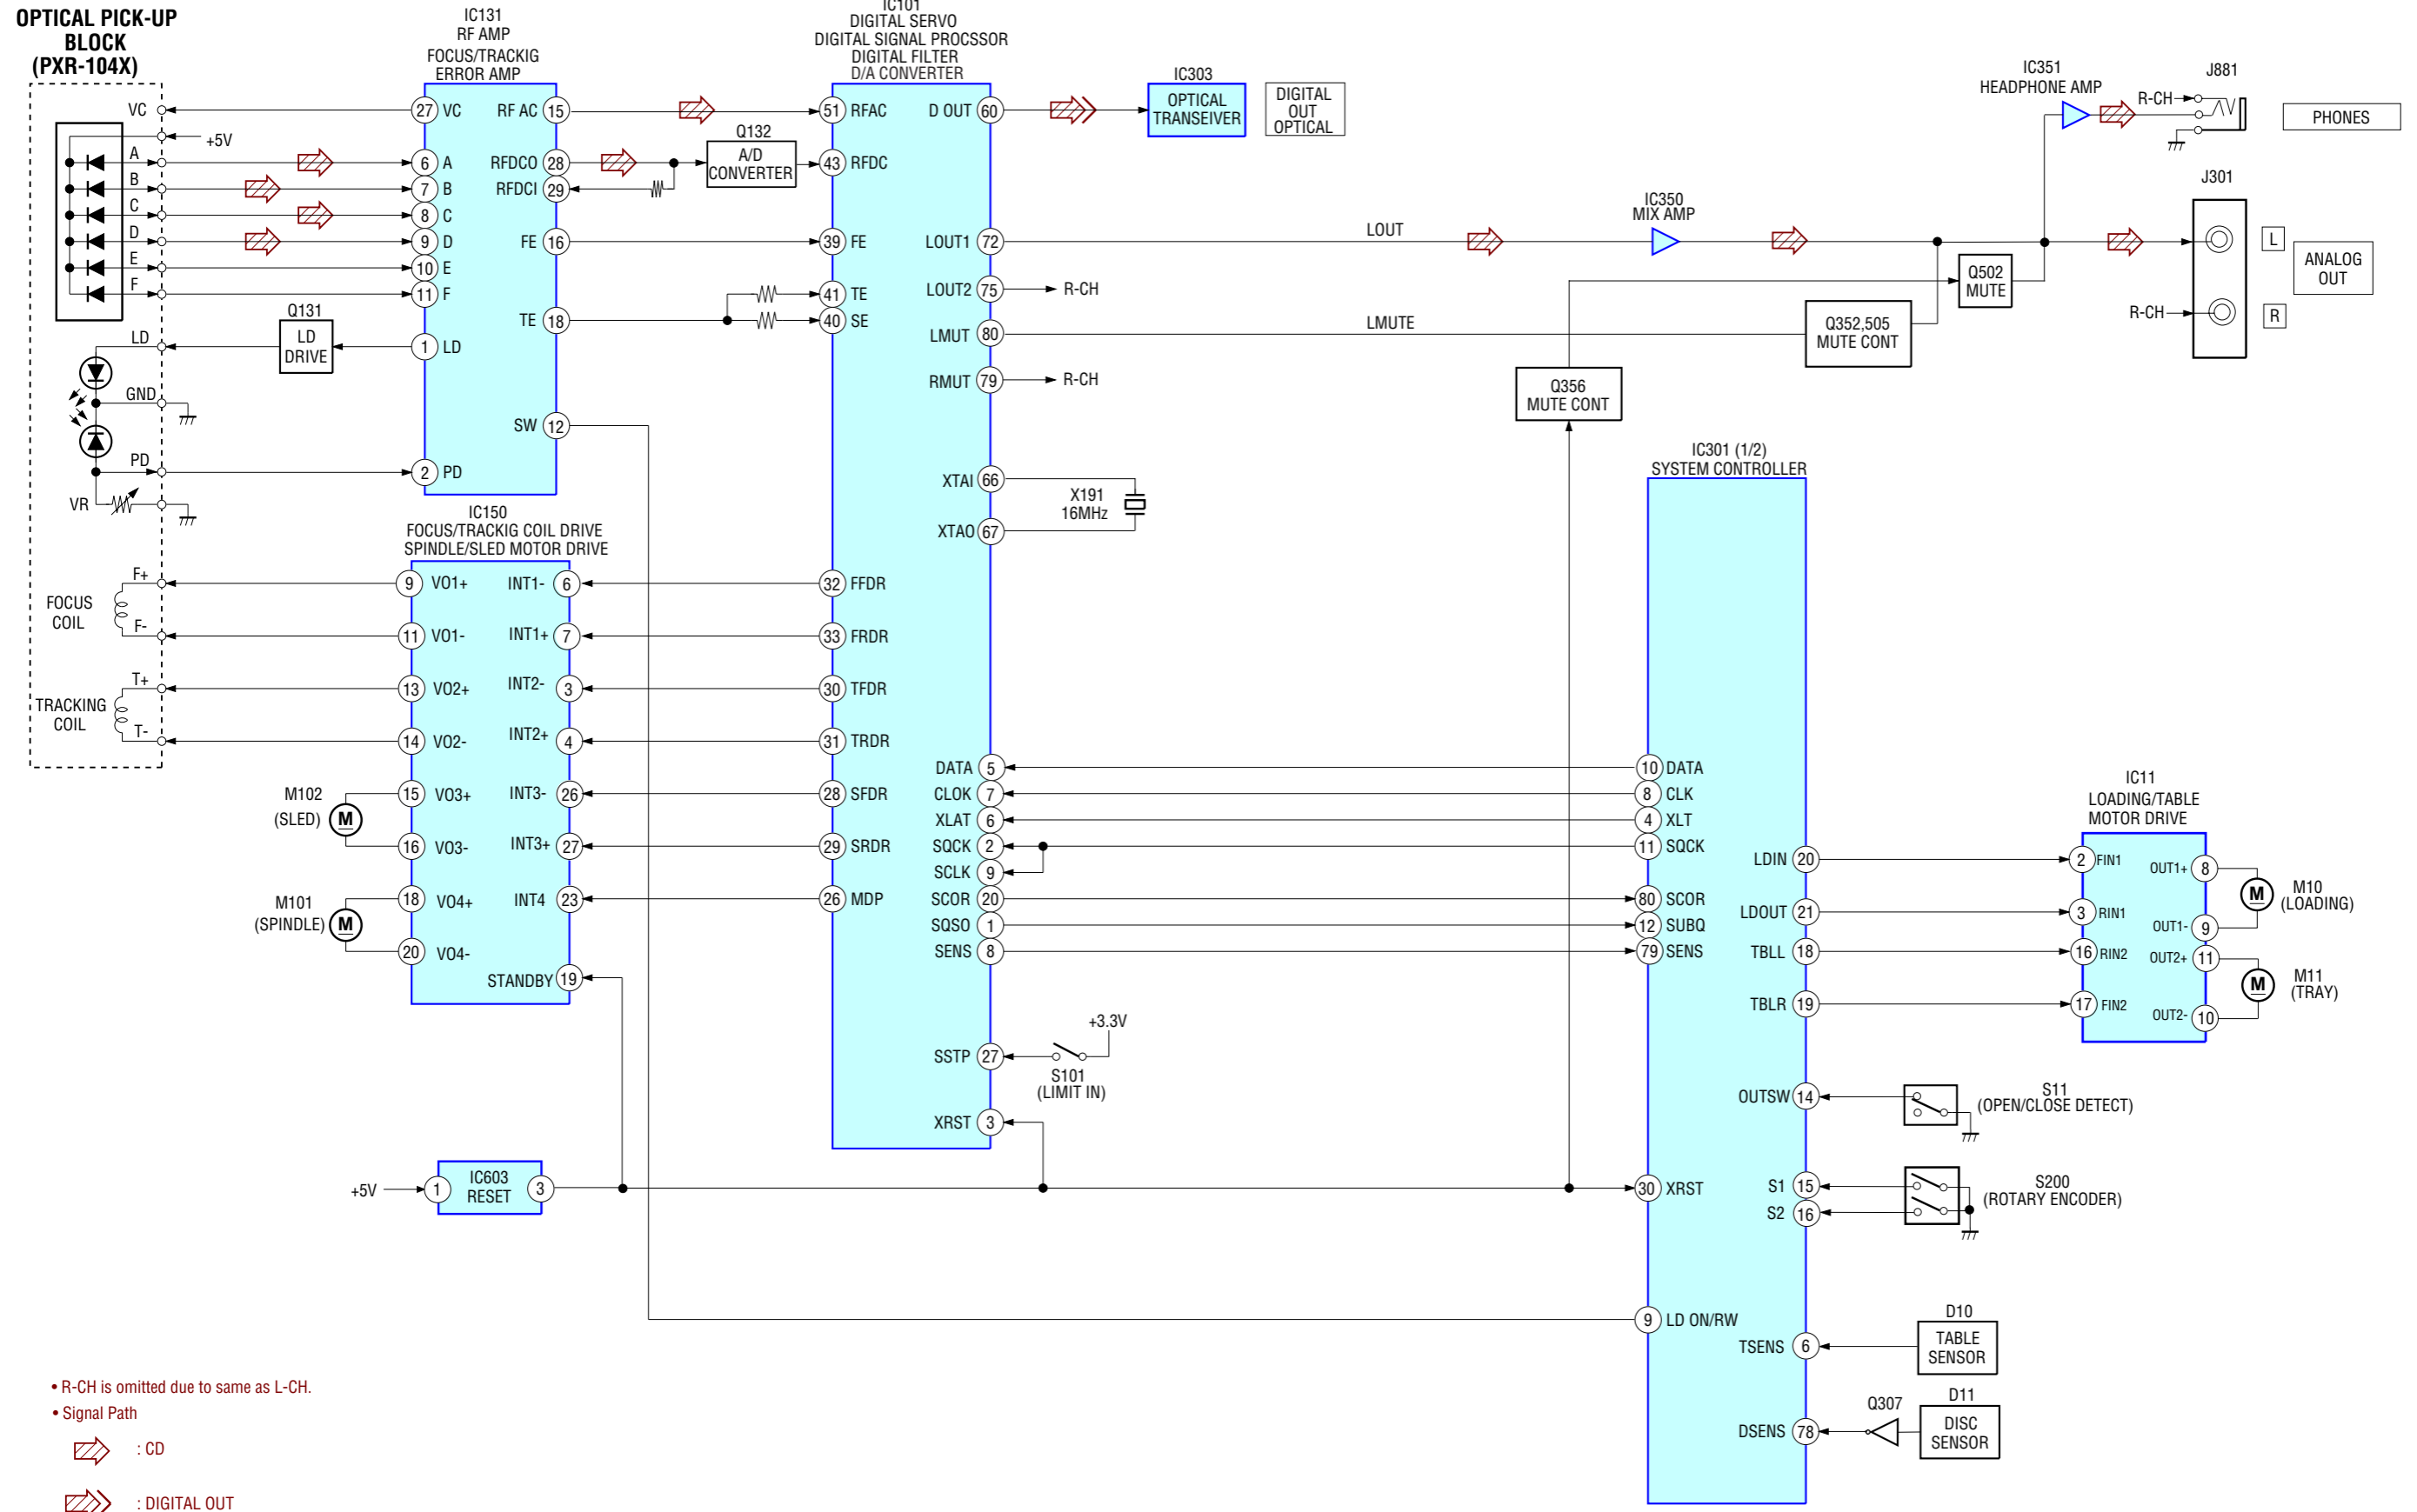 OPTICAL PICK-UP
BLOCK
(PXR-104X)
VC
+5V
A
B
C
D
E
F
LD
GND
PD
VR
Q131
LD
DRIVE
F+
FOCUS
COIL
F-
T+
TRACKING
COIL
T-
M102
(SLED)
M
M101
(SPINDLE)
M
IC131
RF AMP
FOCUS/TRACKIG
ERROR AMP
27 VC
6 A
7 B
8 C
9 D
10 E
11 F
1 LD
2 PD
RF AC 15
RFDCO 28
RFDCI 29
FE 16
TE 18
SW 12
Q132
A/D
CONVERTER
IC150
FOCUS/TRACKIG COIL DRIVE
SPINDLE/SLED MOTOR DRIVE
9 VO1+
11 VO1-
13 VO2+
14 VO2-
15 VO3+
16 VO3-
18 VO4+
20 VO4-
INT1- 6
INT1+ 7
INT2- 3
INT2+ 4
INT3- 26
INT3+ 27
INT4 23
STANDBY 19
+5V
1 IC603 3
RESET
IC101
DIGITAL SERVO
DIGITAL SIGNAL PROCSSOR
DIGITAL FILTER
D/A CONVERTER
51 RFAC
43 RFDC
39 FE
41 TE
40 SE
32 FFDR
33 FRDR
30 TFDR
31 TRDR
28 SFDR
29 SRDR
26 MDP
D OUT 60
LOUT1 72
LOUT2 75
R-CH
LMUT 80
RMUT 79
R-CH
XTAI 66
XTAO 67
X191
16MHz
DATA 5
CLOK 7
XLAT 6
SQCK 2
SCLK 9
SCOR 20
SQSO 1
SENS 8
SSTP 27
+3.3V
S101
(LIMIT IN)
XRST 3
IC303
OPTICAL
TRANSEIVER
DIGITAL
OUT
OPTICAL
LOUT
IC350
MIX AMP
LMUTE
Q352,505
MUTE CONT
Q502
MUTE
Q356
MUTE CONT
IC351
HEADPHONE AMP
J881
R-CH
PHONES
J301
L
ANALOG
OUT
R-CH
R
IC301 (1/2)
SYSTEM CONTROLLER
10 DATA
8 CLK
4 XLT
11 SQCK
80 SCOR
12 SUBQ
79 SENS
30 XRST
9 LD ON/RW
LDIN 20
LDOUT 21
TBLL 18
TBLR 19
OUTSW 14
S1 15
S2 16
TSENS 6
DSENS 78
IC11
LOADING/TABLE
MOTOR DRIVE
2 FIN1
3 RIN1
16 RIN2
17 FIN2
OUT1+ 8
OUT1- 9
OUT2+ 11
OUT2- 10
M
M10
(LOADING)
M
M11
(TRAY)
S11
(OPEN/CLOSE DETECT)
S200
(ROTARY ENCODER)
D10
TABLE
SENSOR
Q307
D11
DISC
SENSOR
• R-CH is omitted due to same as L-CH.
• Signal Path
: CD
: DIGITAL OUT